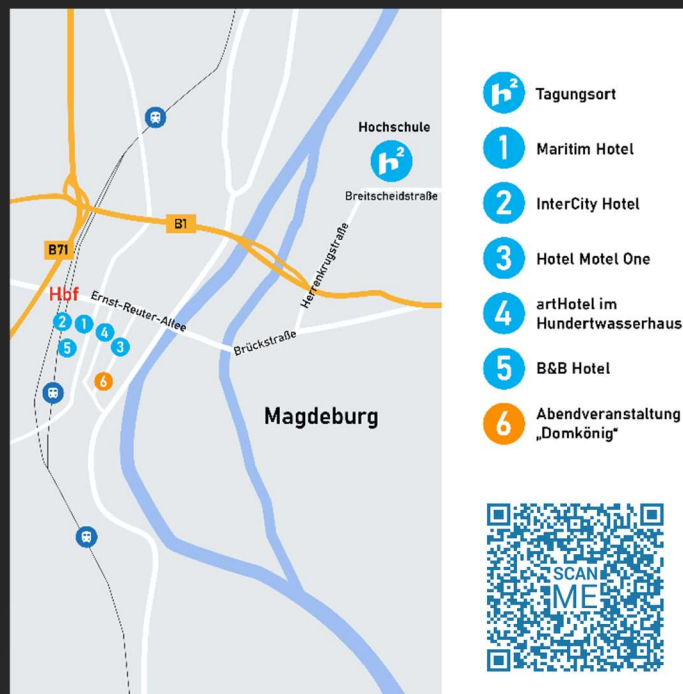 Hochschule
h²
Breitscheidstraße
B1
B71
Herrenkrugstraße
Hbf
Ernst-Reuter-Allee
2
1
4
5
3
Brückstraße
6
Magdeburg
h² Tagungsort
1 Maritim Hotel
2 InterCity Hotel
3 Hotel Motel One
4 artHotel im
Hundertwasserhaus
5 B&B Hotel
6 Abendveranstaltung
„Domkönig“
SCAN
ME